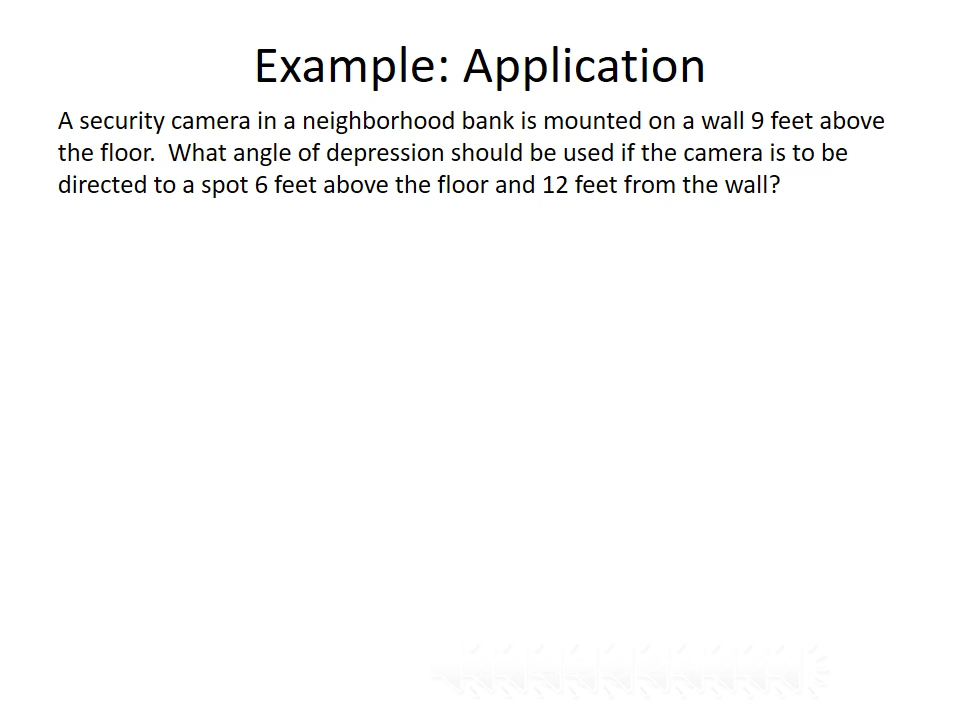 Example: Application
A security camera in a neighborhood bank is mounted on a wall 9 feet above
the floor.  What angle of depression should be used if the camera is to be
directed to a spot 6 feet above the floor and 12 feet from the wall?